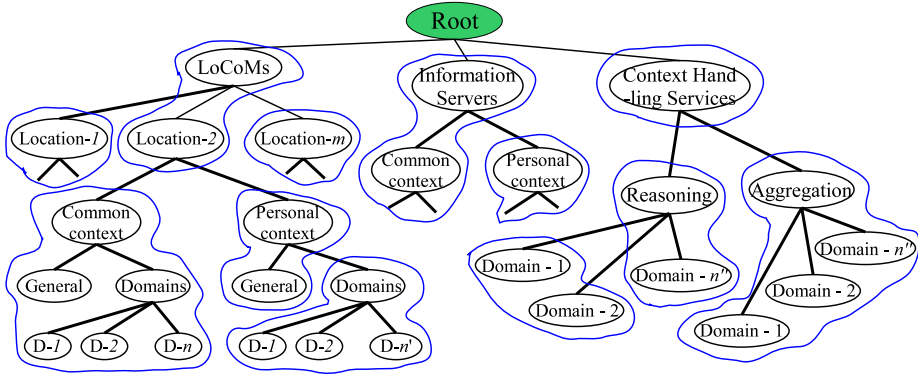 Root
LoCoMs
Information
Servers
Context Hand
-ling Services
Location-1
Location-2
Location-m
Common
context
Personal
context
Reasoning
Aggregation
Common
context
Personal
context
General
Domains
General
Domains
Domain - 1
Domain - 2
Domain - n''
Domain - n''
Domain - 2
Domain - 1
D-1
D-2
D-n
D-1
D-2
D-n'